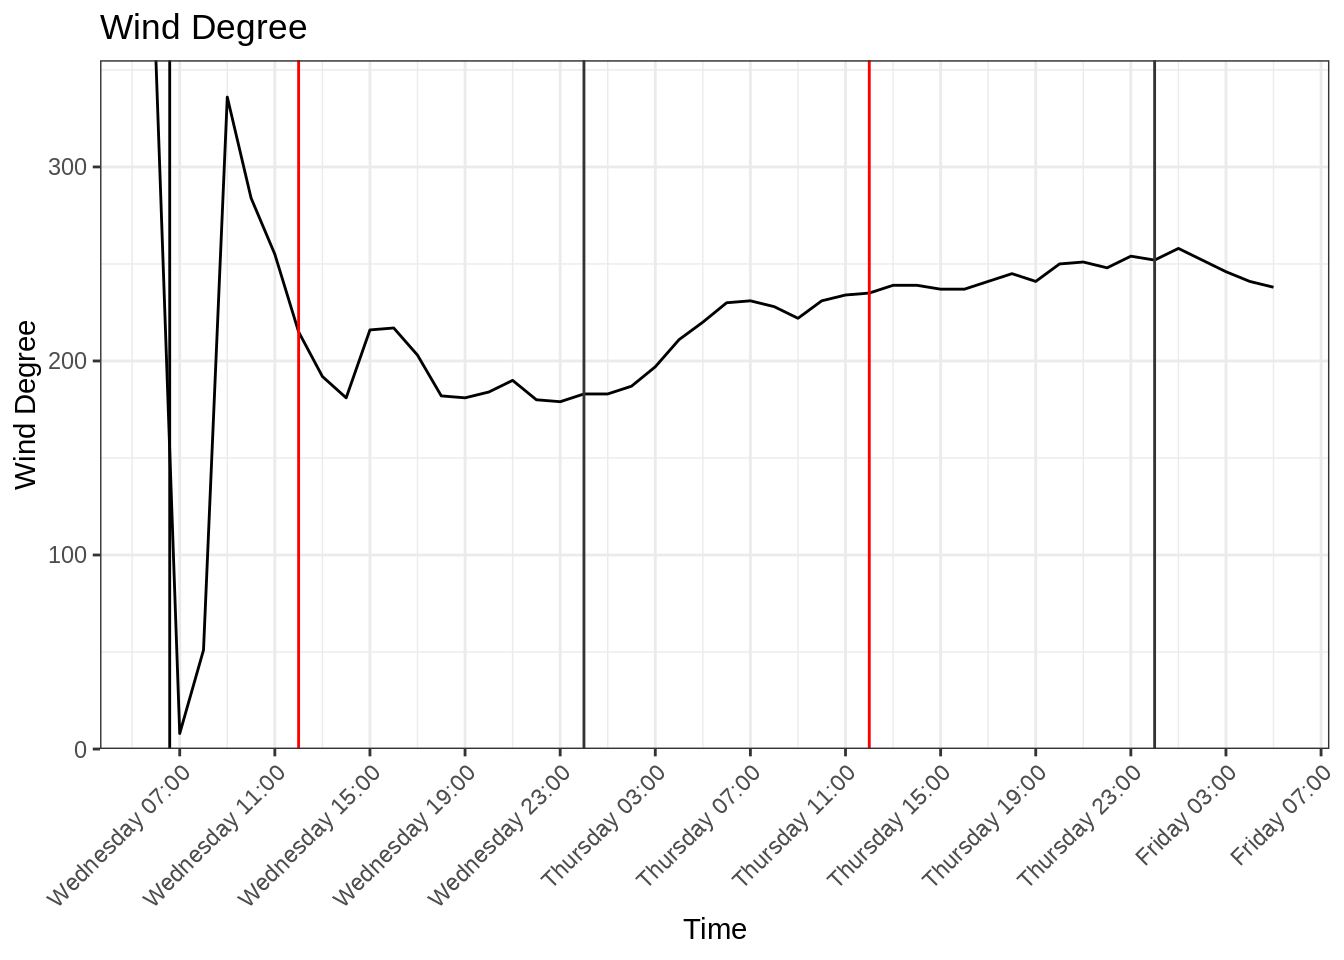 Wind Degree
Wind Degree
300
200
100
0
Wednesday 07:00
Wednesday 11:00
Wednesday 15:00
Wednesday 19:00
Wednesday 23:00
Thursday 03:00
Thursday 07:00
Thursday 11:00
Thursday 15:00
Thursday 19:00
Thursday 23:00
Friday 03:00
Friday 07:00
Time